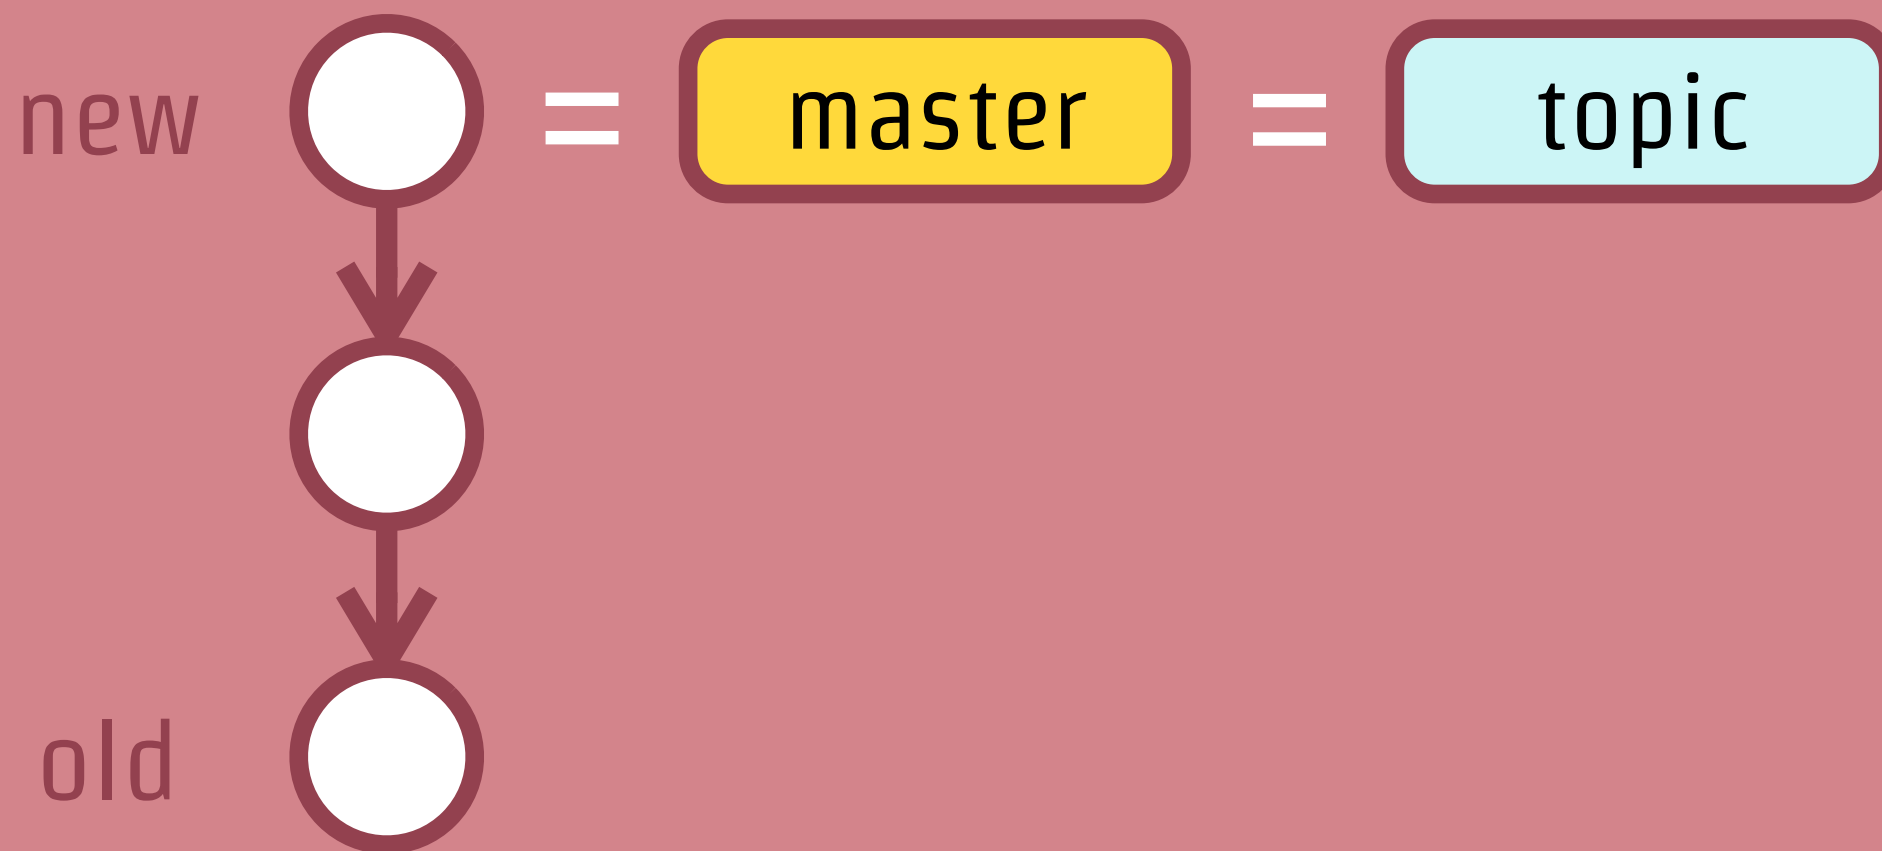 new = master = topic
old